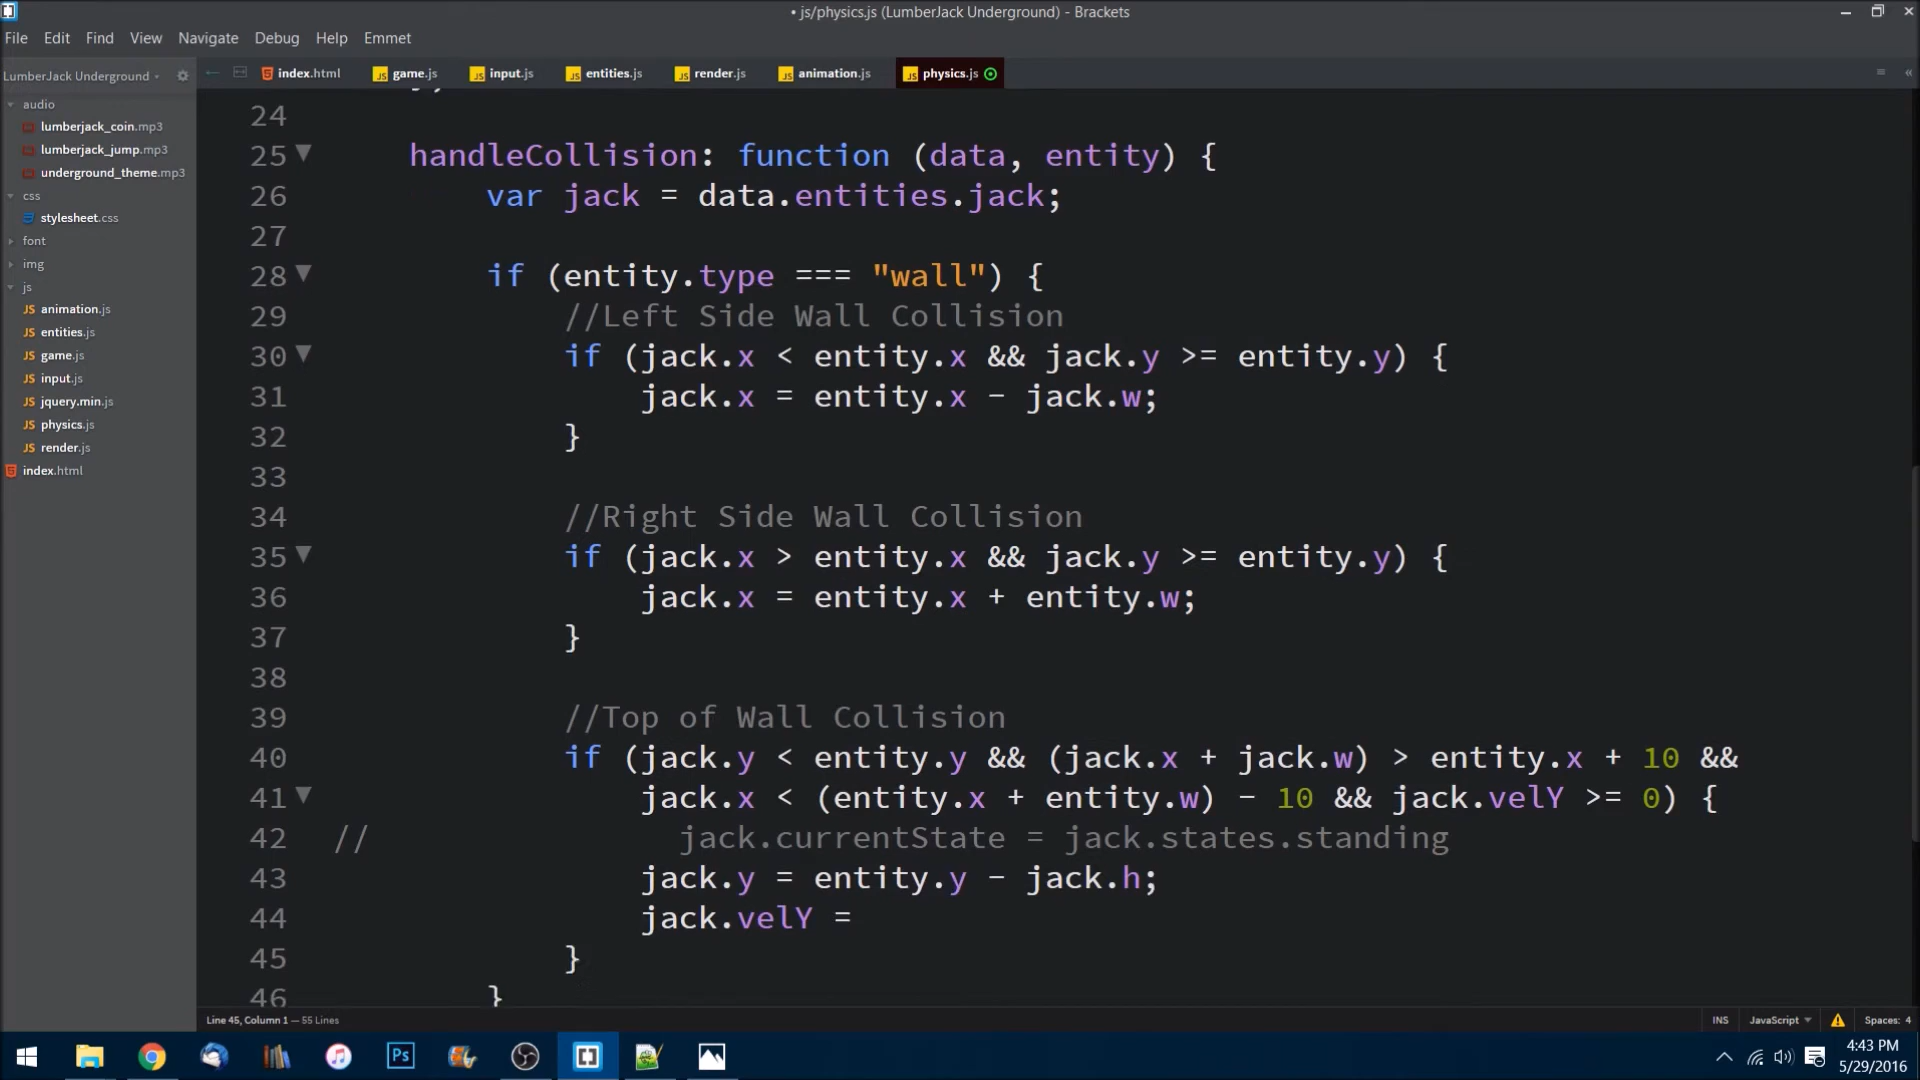 • js/physics.js (LumberJack Underground) - Brackets
File Edit Find View Navigate Debug Help Emmet
LumberJack Underground
index.html game.js input.js entities.js render.js animation.js physics.js
audio
lumberjack_coin.mp3
lumberjack_jump.mp3
underground_theme.mp3
css
stylesheet.css
font
img
js
JS animation.js
JS entities.js
JS game.js
JS input.js
JS jquery.min.js
JS physics.js
JS render.js
index.html
24
25 handleCollision: function (data, entity) {
26 var jack = data.entities.jack;
27
28 if (entity.type === "wall") {
29 //Left Side Wall Collision
30 if (jack.x < entity.x && jack.y >= entity.y) {
31 jack.x = entity.x - jack.w;
32 }
33
34 //Right Side Wall Collision
35 if (jack.x > entity.x && jack.y >= entity.y) {
36 jack.x = entity.x + entity.w;
37 }
38
39 //Top of Wall Collision
40 if (jack.y < entity.y && (jack.x + jack.w) > entity.x + 10 &&
41 jack.x < (entity.x + entity.w) - 10 && jack.velY >= 0) {
42 // jack.currentState = jack.states.standing
43 jack.y = entity.y - jack.h;
44 jack.velY =
45 }
46 }
Line 45, Column 1 — 55 Lines
INS JavaScript Spaces: 4
Ps
4:43 PM
5/29/2016